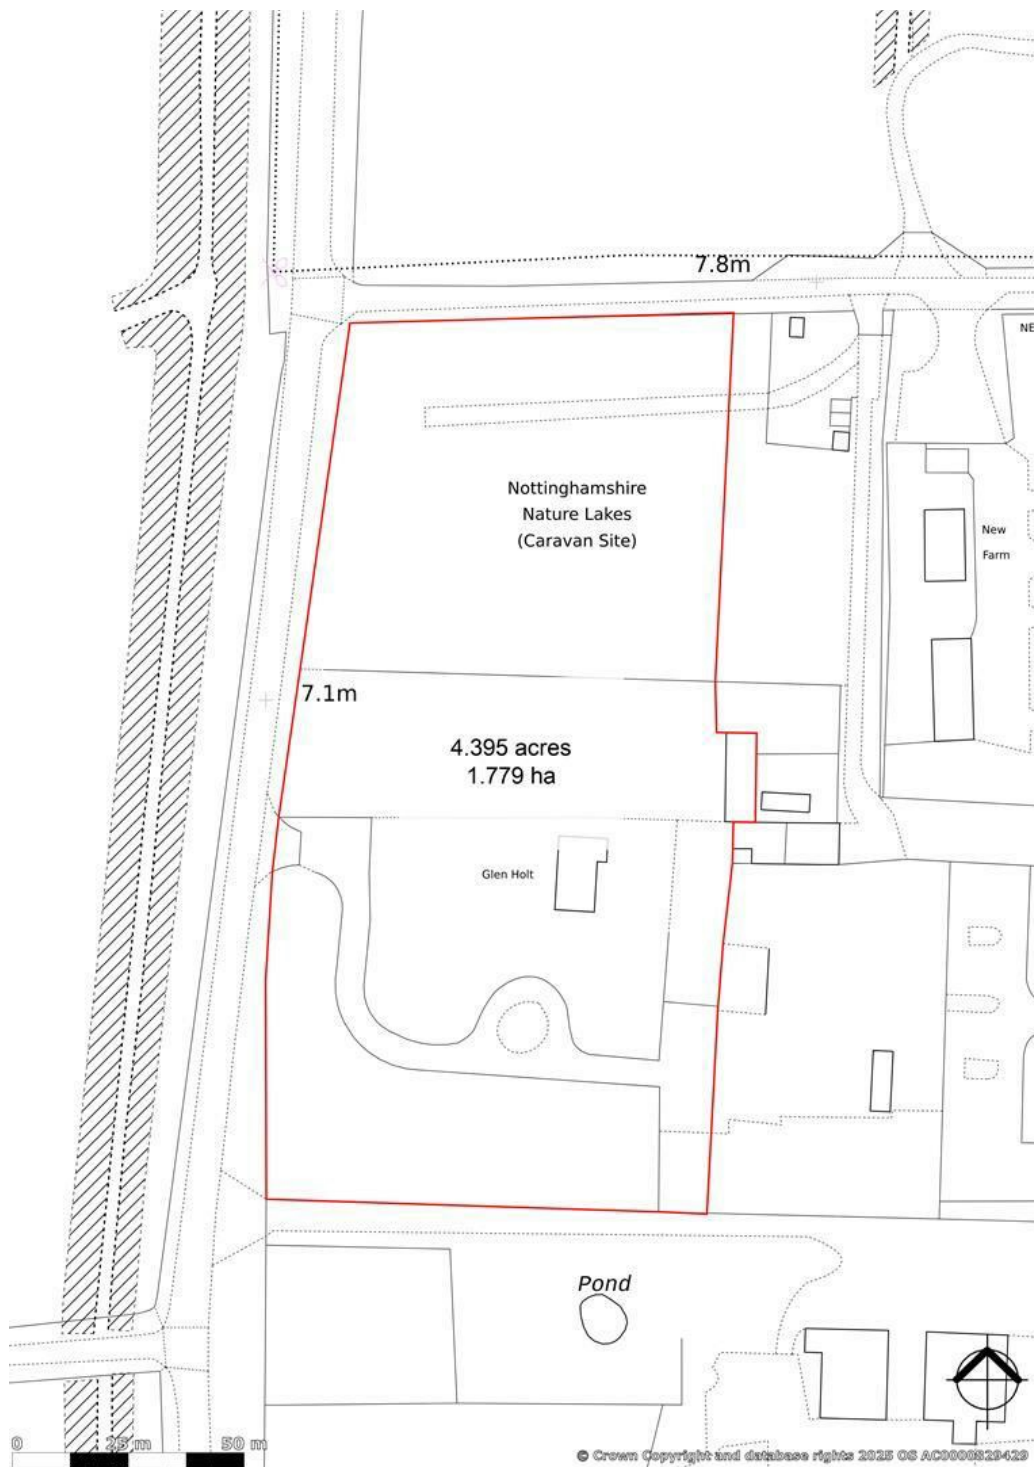 7.8m
NE
Nottinghamshire
Nature Lakes
(Caravan Site)
New
Farm
7.1m
4.395 acres
1.779 ha
Glen Holt
Pond
0 25 m 50 m
© Crown Copyright and database rights 2025 OS AC0000829429